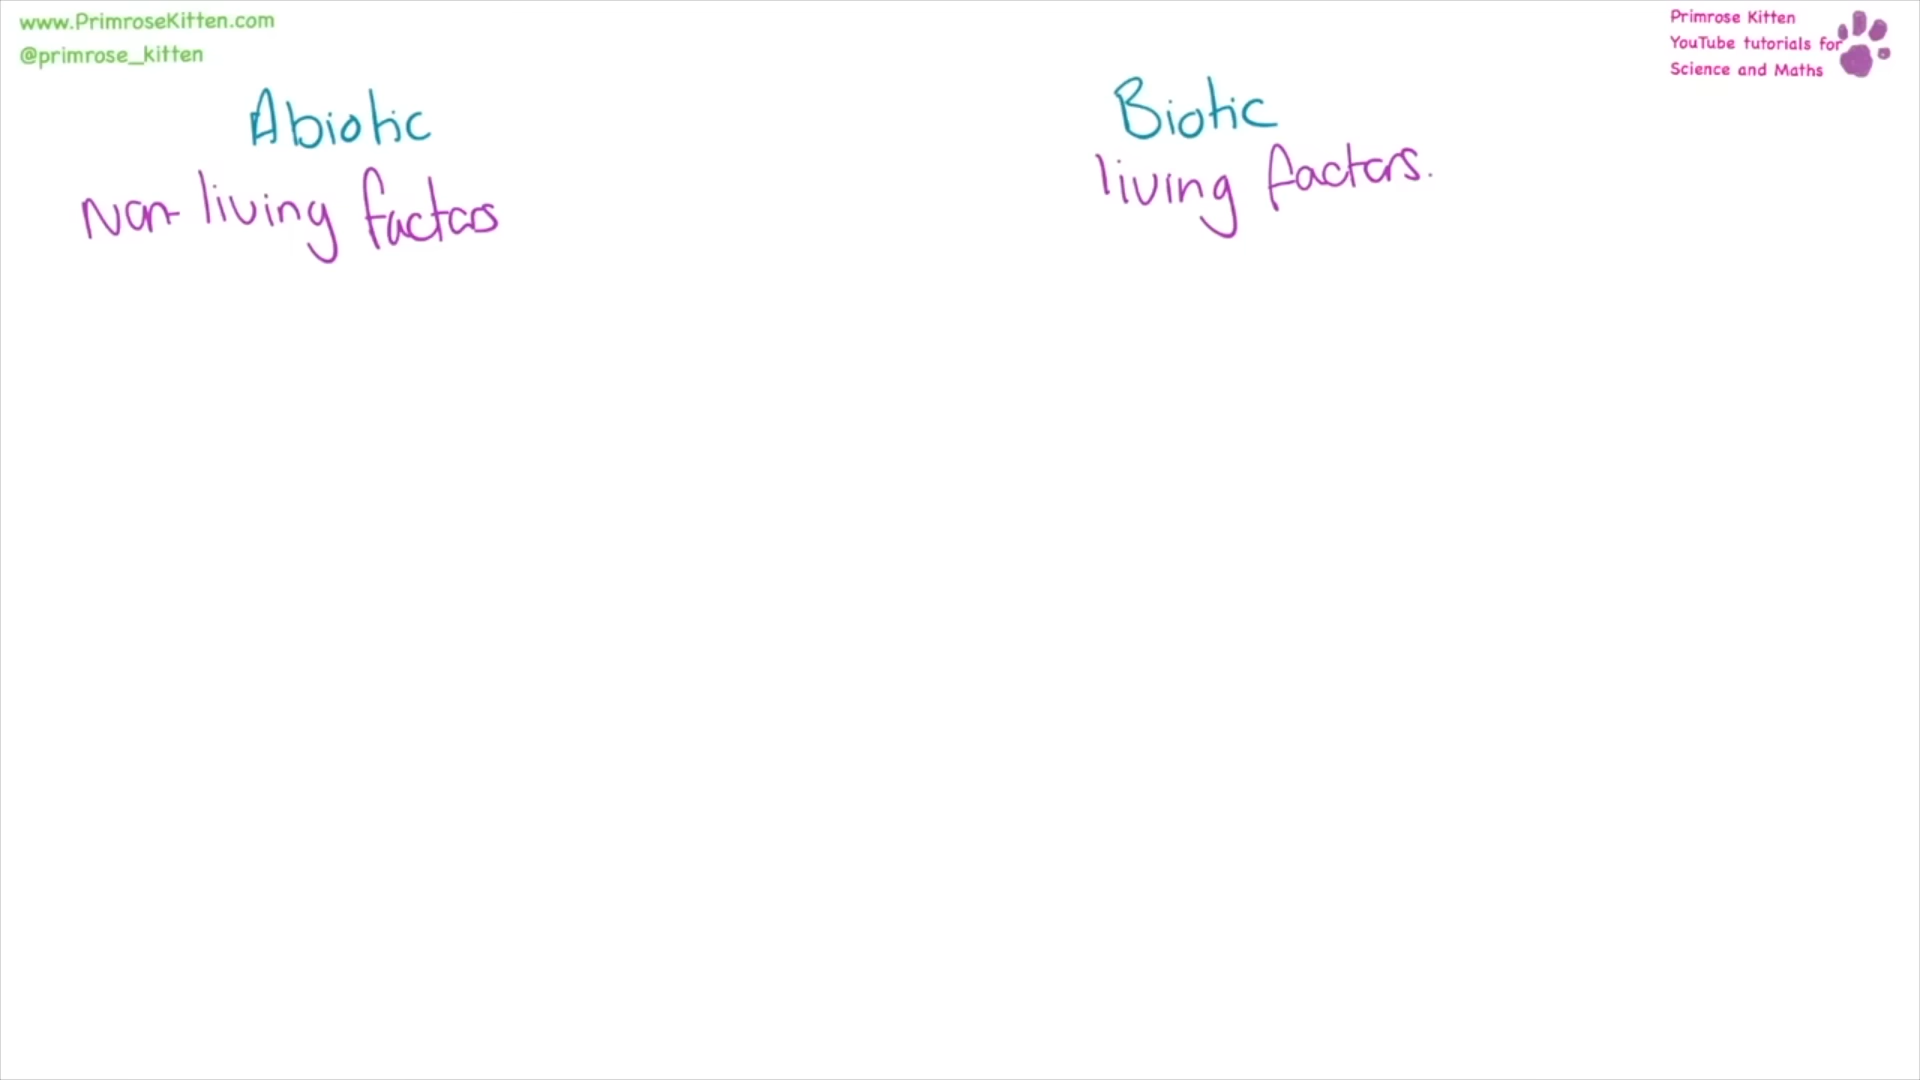 www.PrimroseKitten.com
@primrose_kitten
Primrose Kitten
YouTube tutorials for
Science and Maths
Abiotic
Non-living factors
Biotic
living factors.